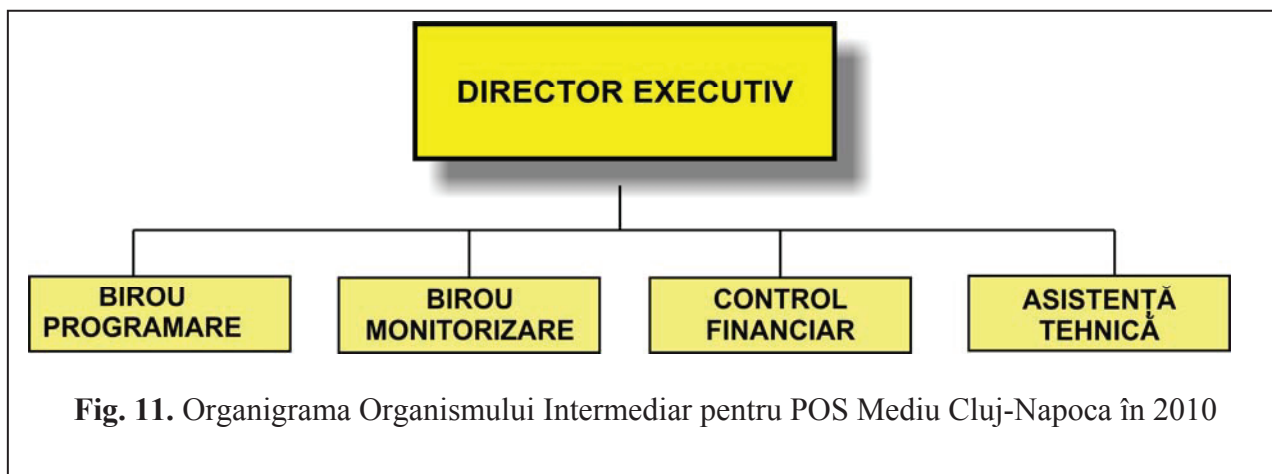 DIRECTOR EXECUTIV
BIROU
PROGRAMARE
BIROU
MONITORIZARE
CONTROL
FINANCIAR
ASISTENȚĂ
TEHNICĂ
Fig. 11. Organigrama Organismului Intermediar pentru POS Mediu Cluj-Napoca în 2010